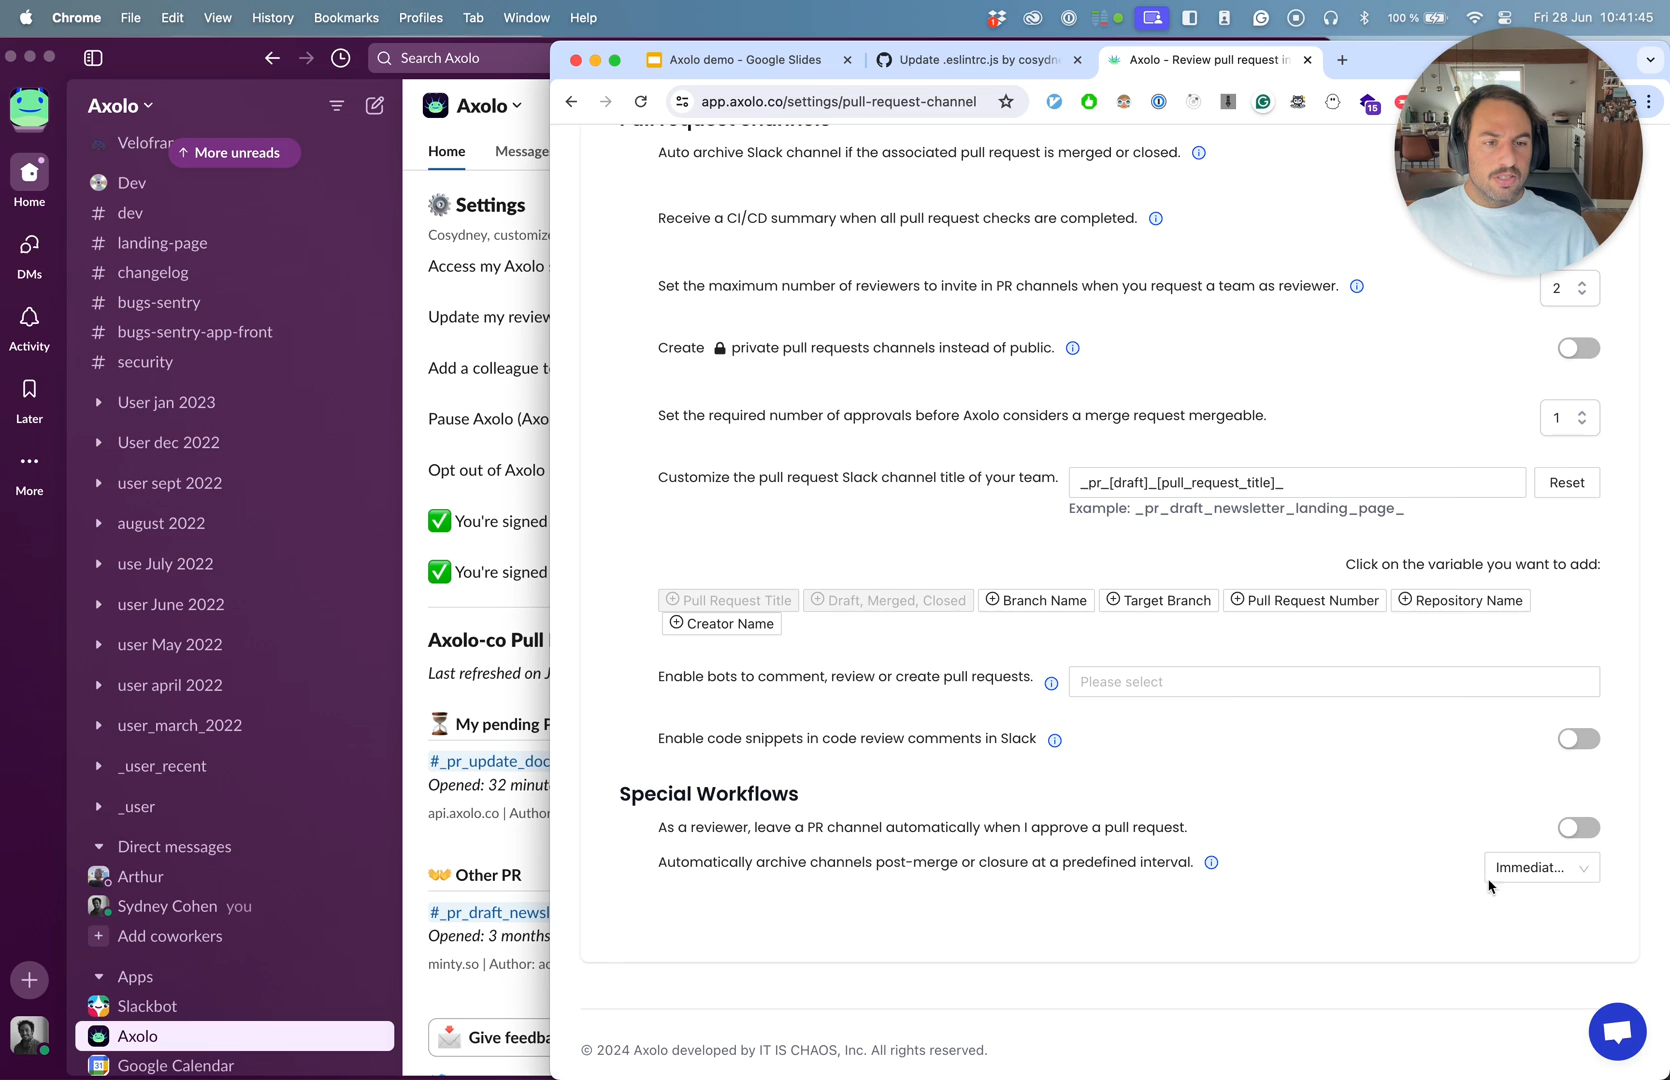 Chrome File Edit View History Bookmarks Profiles Tab Window Help
1
100 % Fri 28 Jun 10:41:45
Search Axolo
Axolo demo - Google Slides
Update .eslintrc.js by cosydn
Axolo - Review pull request in
app.axolo.co/settings/pull-request-channel
15
Axolo
More unreads
Dev
dev
landing-page
changelog
bugs-sentry
bugs-sentry-app-front
security
User jan 2023
User dec 2022
user sept 2022
august 2022
use July 2022
user June 2022
user May 2022
user april 2022
user_march_2022
_user_recent
_user
Direct messages
Arthur
Sydney Cohen you
Add coworkers
Apps
Slackbot
Axolo
Google Calendar
Home
DMs
Activity
Later
More
Axolo
Home Message
Settings
Cosydney, customize
Access my Axolo
Update my review
Add a colleague t
Pause Axolo (Axo
Opt out of Axolo
You're signed
You're signed
Axolo-co Pull
Last refreshed on J
My pending P
#_pr_update_doc
Opened: 32 minut
api.axolo.co | Autho
Other PR
#_pr_draft_newsl
Opened: 3 months
minty.so | Author: ad
Give feedba
Auto archive Slack channel if the associated pull request is merged or closed.
Receive a CI/CD summary when all pull request checks are completed.
Set the maximum number of reviewers to invite in PR channels when you request a team as reviewer.
2
Create private pull requests channels instead of public.
Set the required number of approvals before Axolo considers a merge request mergeable.
1
Customize the pull request Slack channel title of your team.
_pr_[draft]_[pull_request_title]_
Reset
Example: _pr_draft_newsletter_landing_page_
Click on the variable you want to add:
Pull Request Title Draft, Merged, Closed Branch Name Target Branch Pull Request Number Repository Name
Creator Name
Enable bots to comment, review or create pull requests.
Please select
Enable code snippets in code review comments in Slack
Special Workflows
As a reviewer, leave a PR channel automatically when I approve a pull request.
Automatically archive channels post-merge or closure at a predefined interval.
Immediat...
© 2024 Axolo developed by IT IS CHAOS, Inc. All rights reserved.